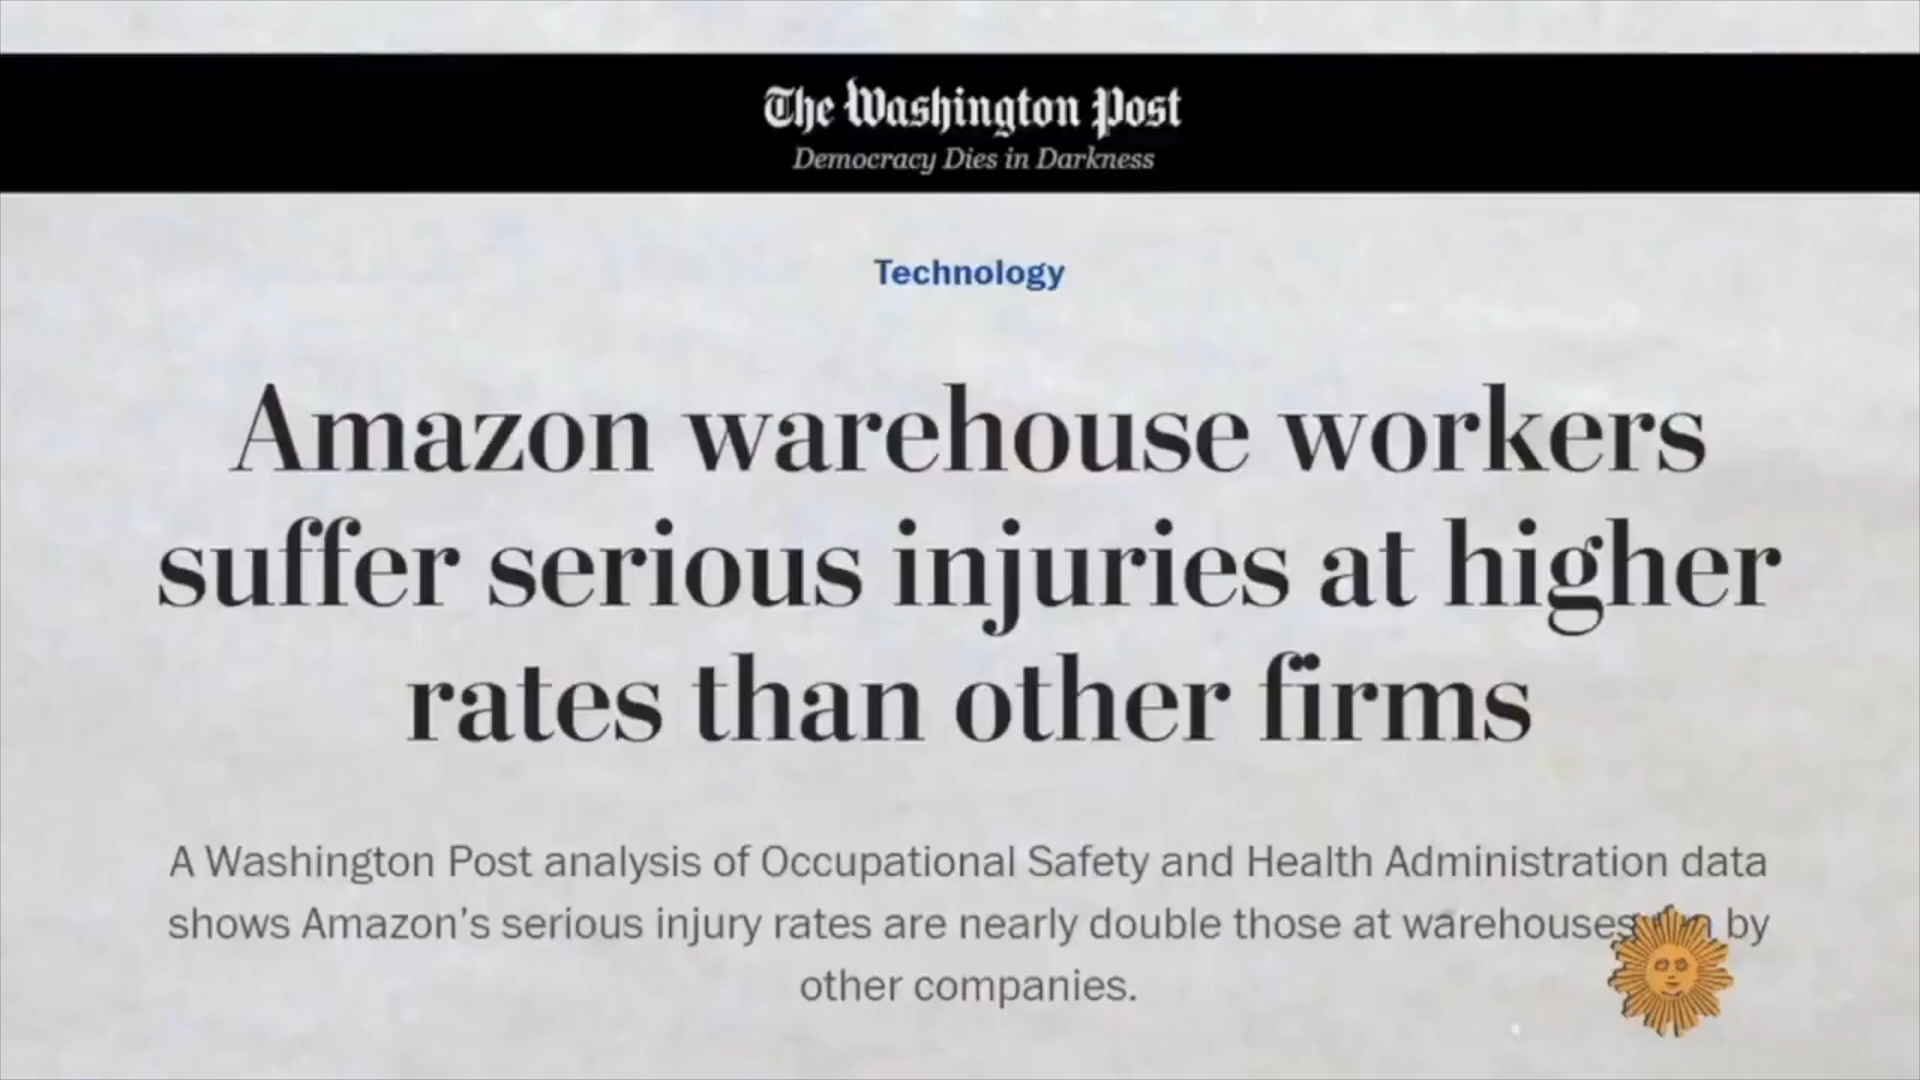 The Washington Post
Democracy Dies in Darkness
Technology
Amazon warehouse workers
suffer serious injuries at higher
rates than other firms
A Washington Post analysis of Occupational Safety and Health Administration data
shows Amazon's serious injury rates are nearly double those at warehouses by
other companies.